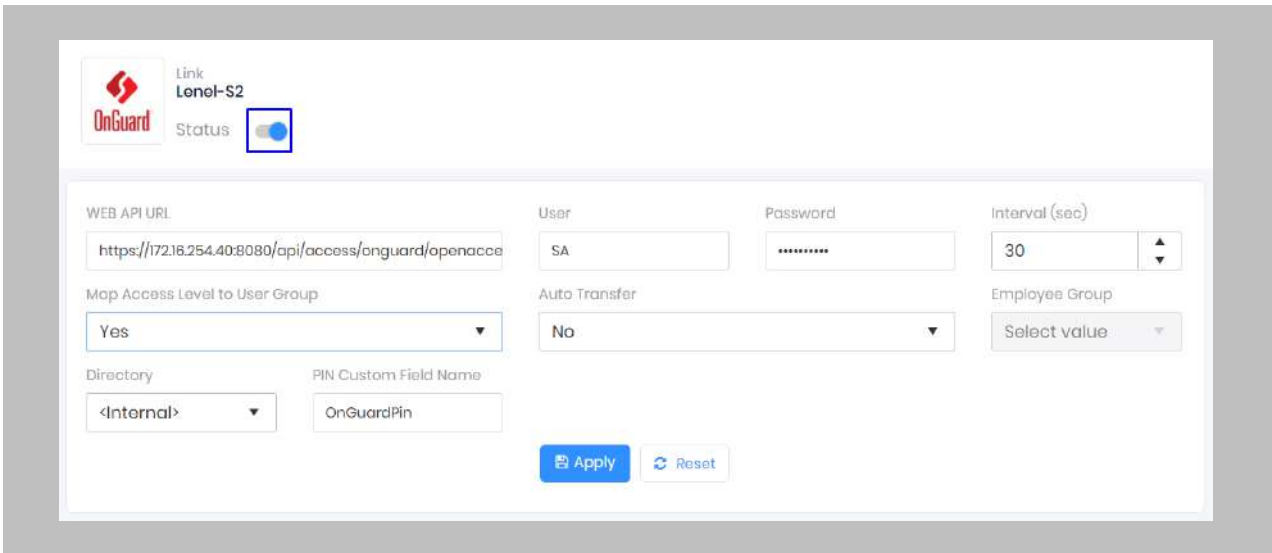 Link
Lenel-S2
OnGuard
Status
WEB API URL
User
Password
Interval (sec)
https://172.16.254.40:8080/api/access/onguard/openacce
SA
••••••••••
30
Map Access Level to User Group
Auto Transfer
Employee Group
Yes
No
Select value
Directory
PIN Custom Field Name
<Internal>
OnGuardPin
Apply
Reset